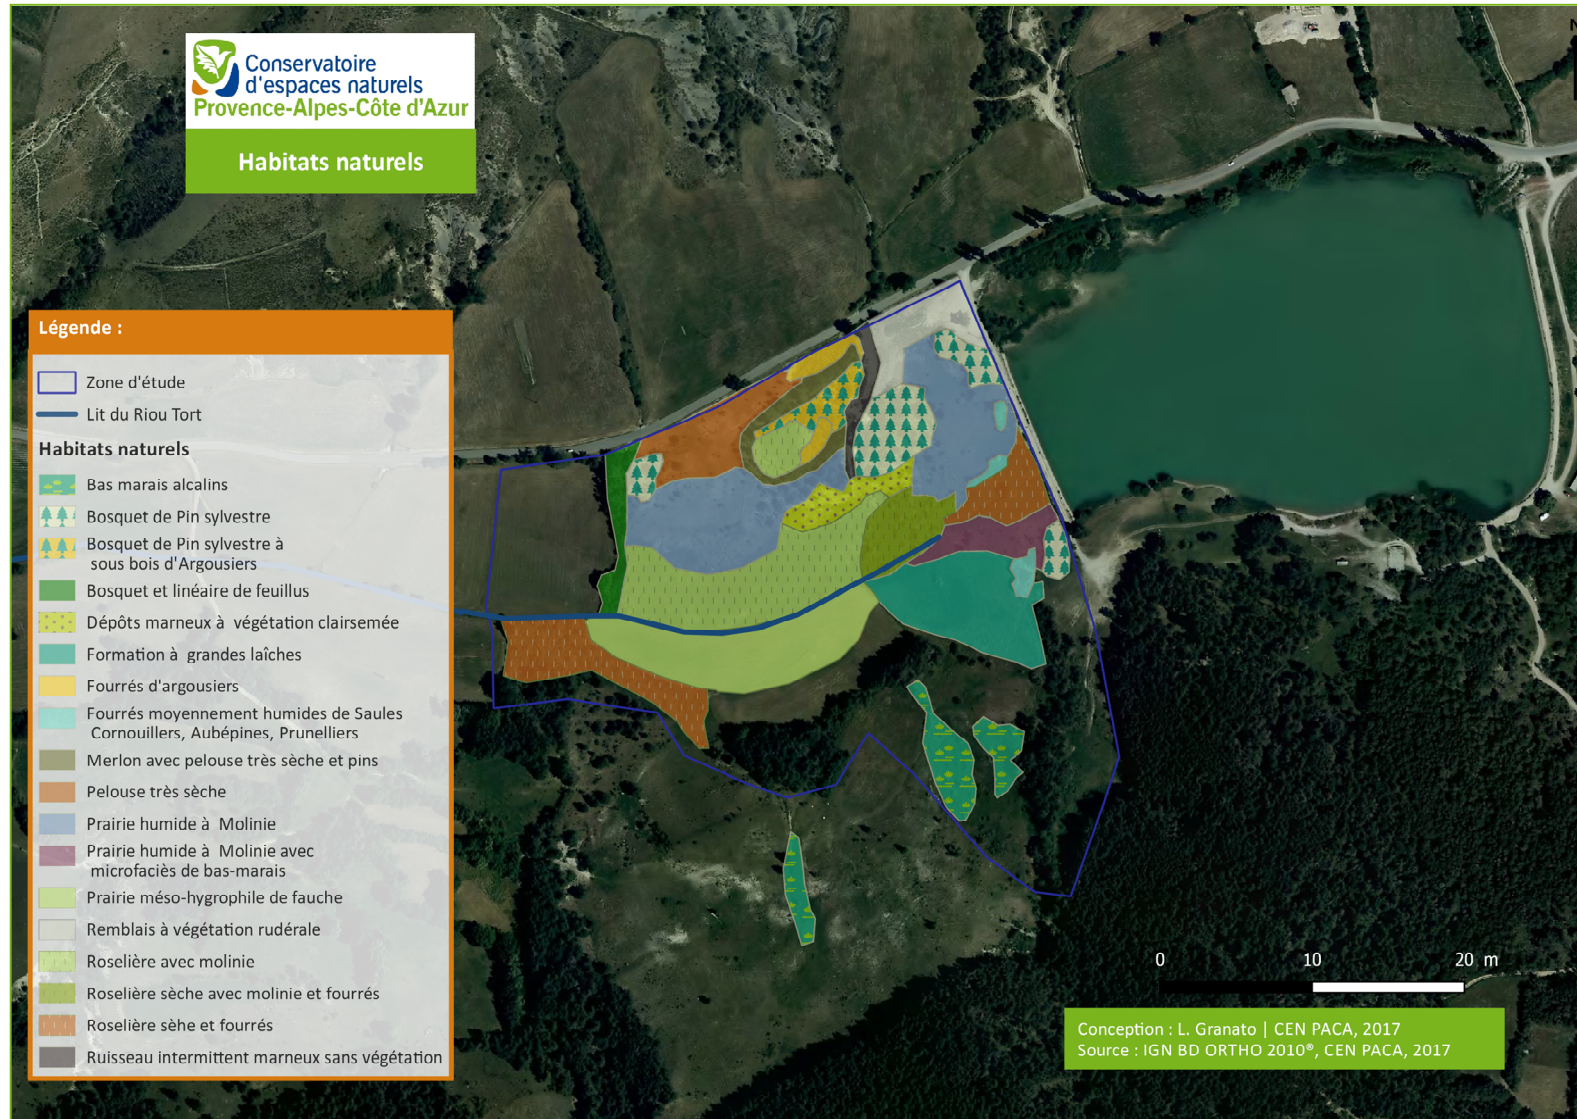 Conservatoire
d'espaces naturels
Provence-Alpes-Côte d'Azur
Habitats naturels
N
Légende :
Zone d'étude
Lit du Riou Tort
Habitats naturels
Bas marais alcalins
Bosquet de Pin sylvestre
Bosquet de Pin sylvestre à
sous bois d'Argousiers
Bosquet et linéaire de feuillus
Dépôts marneux à végétation clairsemée
Formation à grandes laîches
Fourrés d'argousiers
Fourrés moyennement humides de Saules
Cornouillers, Aubépines, Prunelliers
Merlon avec pelouse très sèche et pins
Pelouse très sèche
Prairie humide à Molinie
Prairie humide à Molinie avec
microfaciès de bas-marais
Prairie méso-hygrophile de fauche
Remblais à végétation rudérale
Roselière avec molinie
Roselière sèche avec molinie et fourrés
Roselière sèhe et fourrés
Ruisseau intermittent marneux sans végétation
0 10 20 m
Conception : L. Granato | CEN PACA, 2017
Source : IGN BD ORTHO 2010®, CEN PACA, 2017